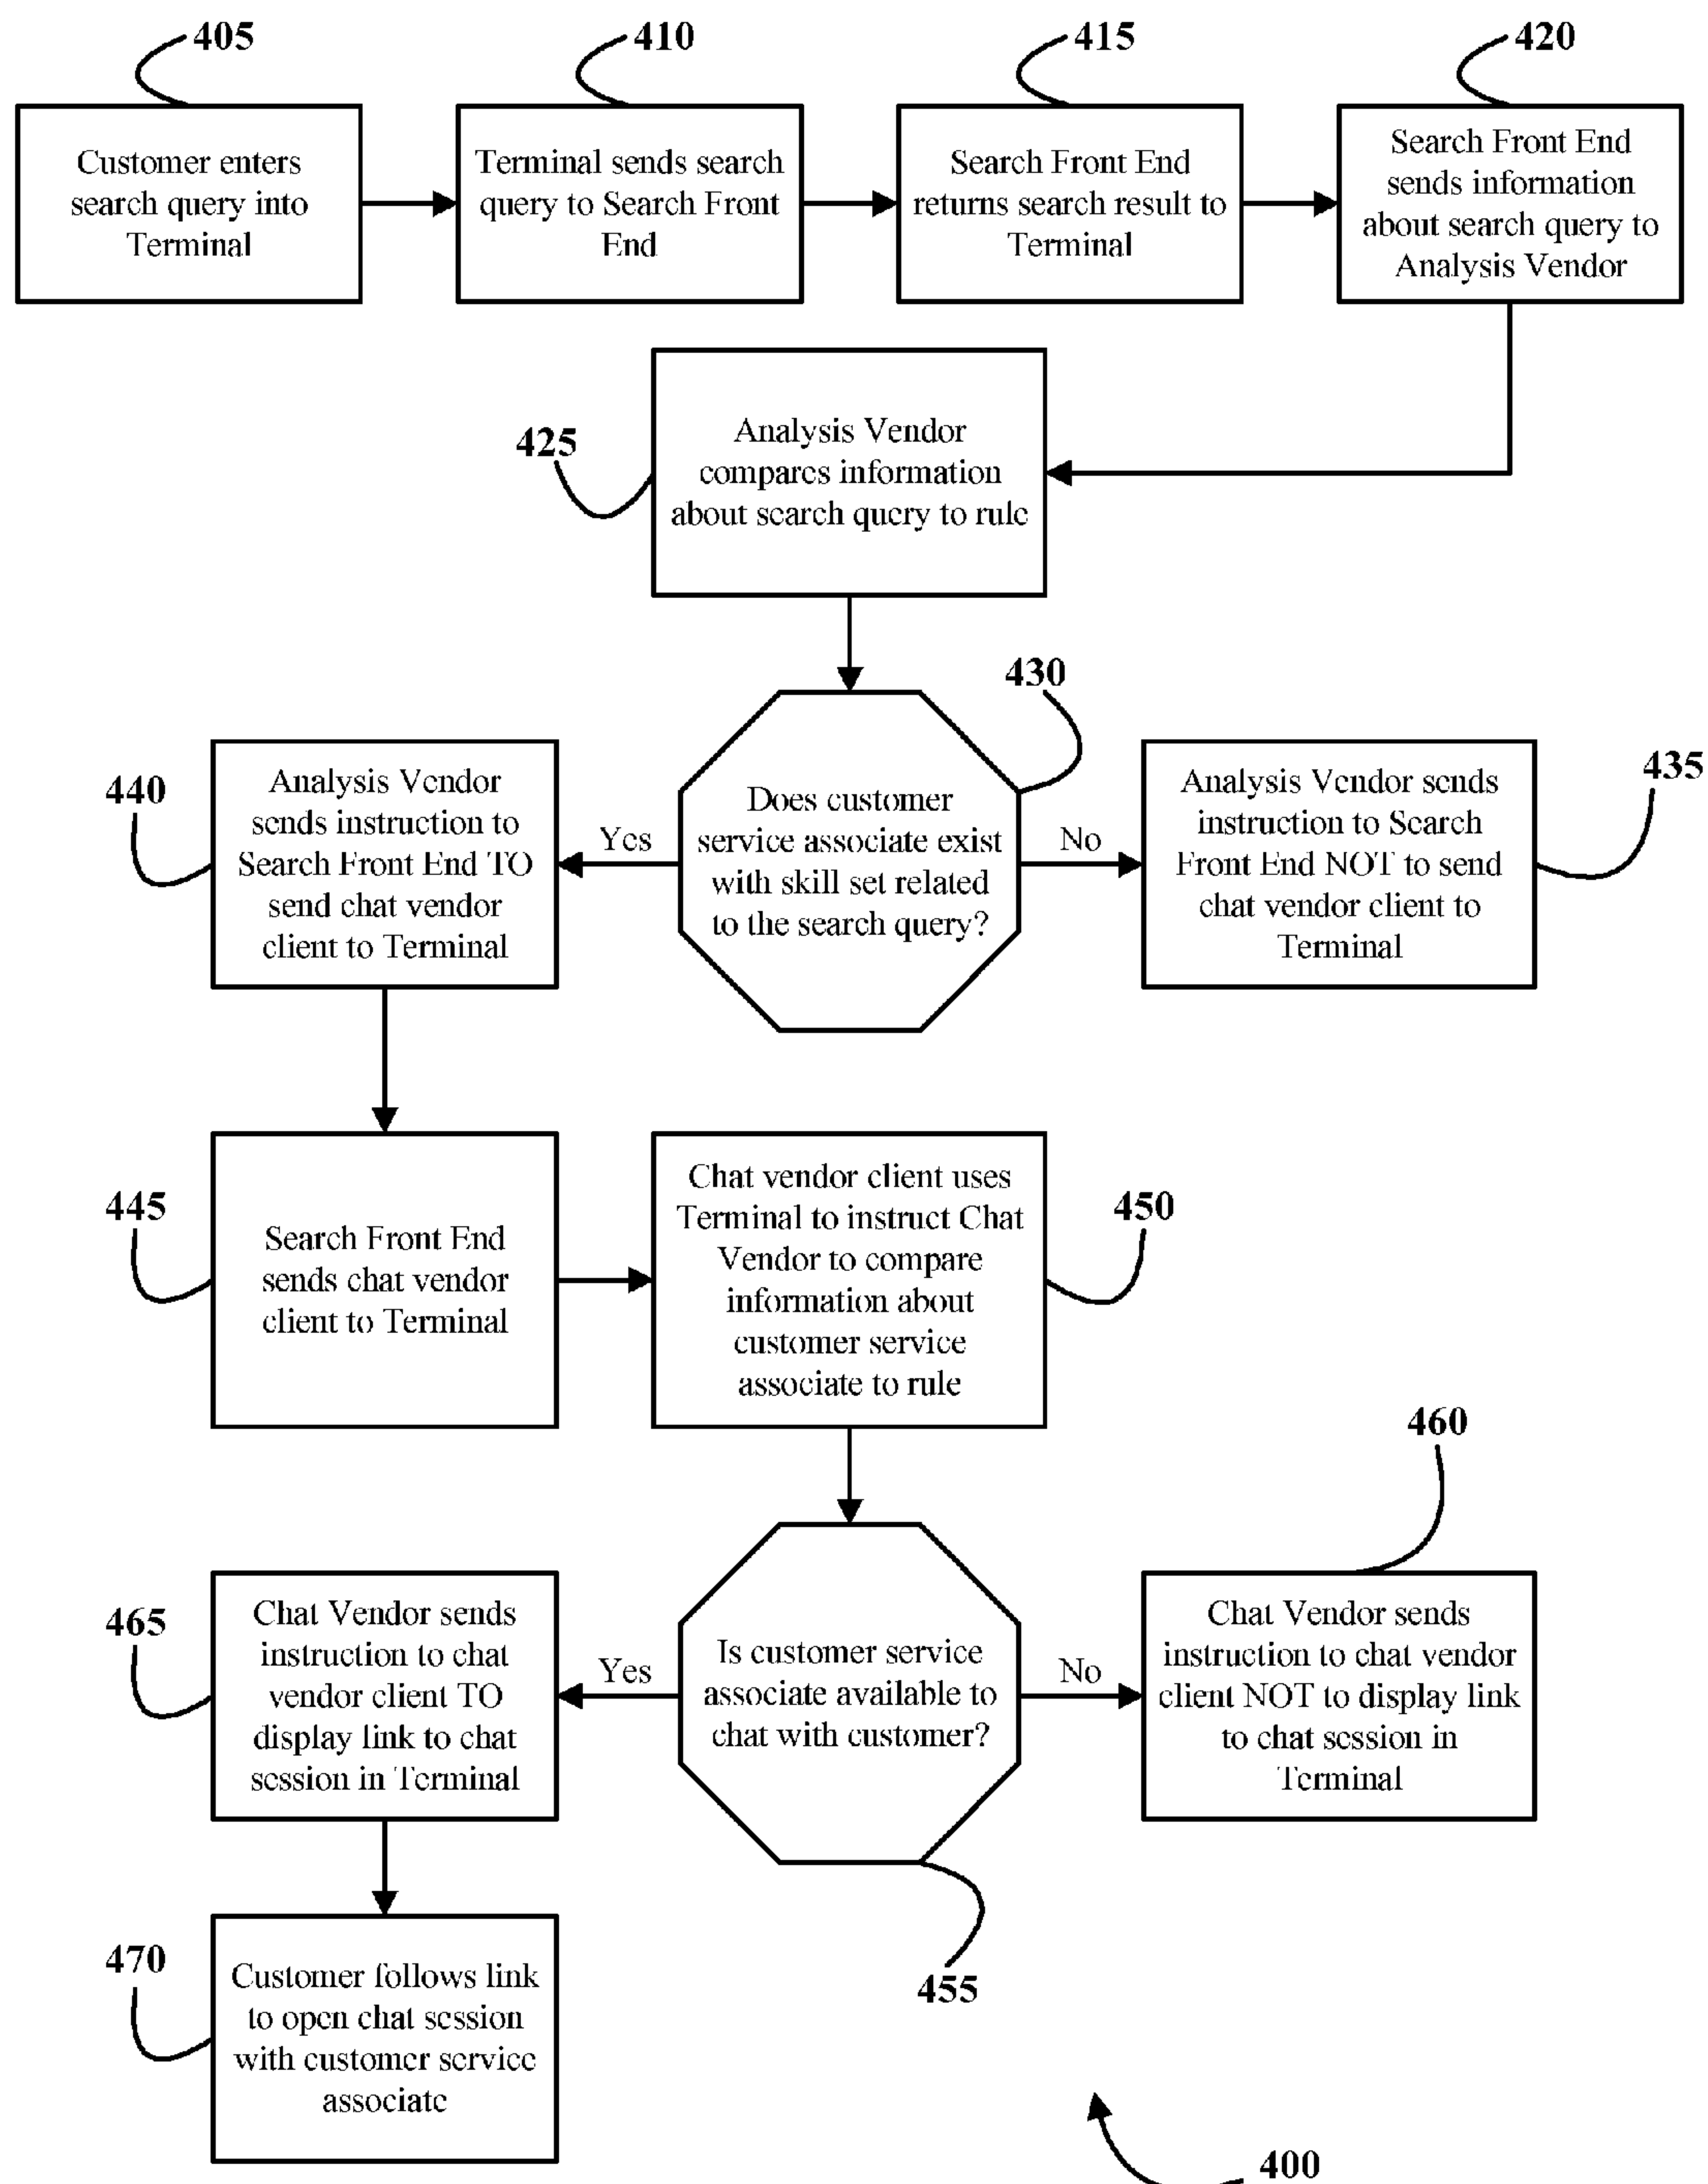 405
410
415
420
Customer enters
search query into
Terminal
Terminal sends search
query to Search Front
End
Search Front End
returns search result to
Terminal
Search Front End
sends information
about search query to
Analysis Vendor
425
Analysis Vendor
compares information
about search query to rule
430
Does customer
service associate exist
with skill set related
to the search query?
Yes
No
440
Analysis Vendor
sends instruction to
Search Front End TO
send chat vendor
client to Terminal
435
Analysis Vendor sends
instruction to Search
Front End NOT to send
chat vendor client to
Terminal
445
Search Front End
sends chat vendor
client to Terminal
450
Chat vendor client uses
Terminal to instruct Chat
Vendor to compare
information about
customer service
associate to rule
455
Is customer service
associate available to
chat with customer?
Yes
No
460
Chat Vendor sends
instruction to chat vendor
client NOT to display link
to chat session in
Terminal
465
Chat Vendor sends
instruction to chat
vendor client TO
display link to chat
session in Terminal
470
Customer follows link
to open chat session
with customer service
associate
400